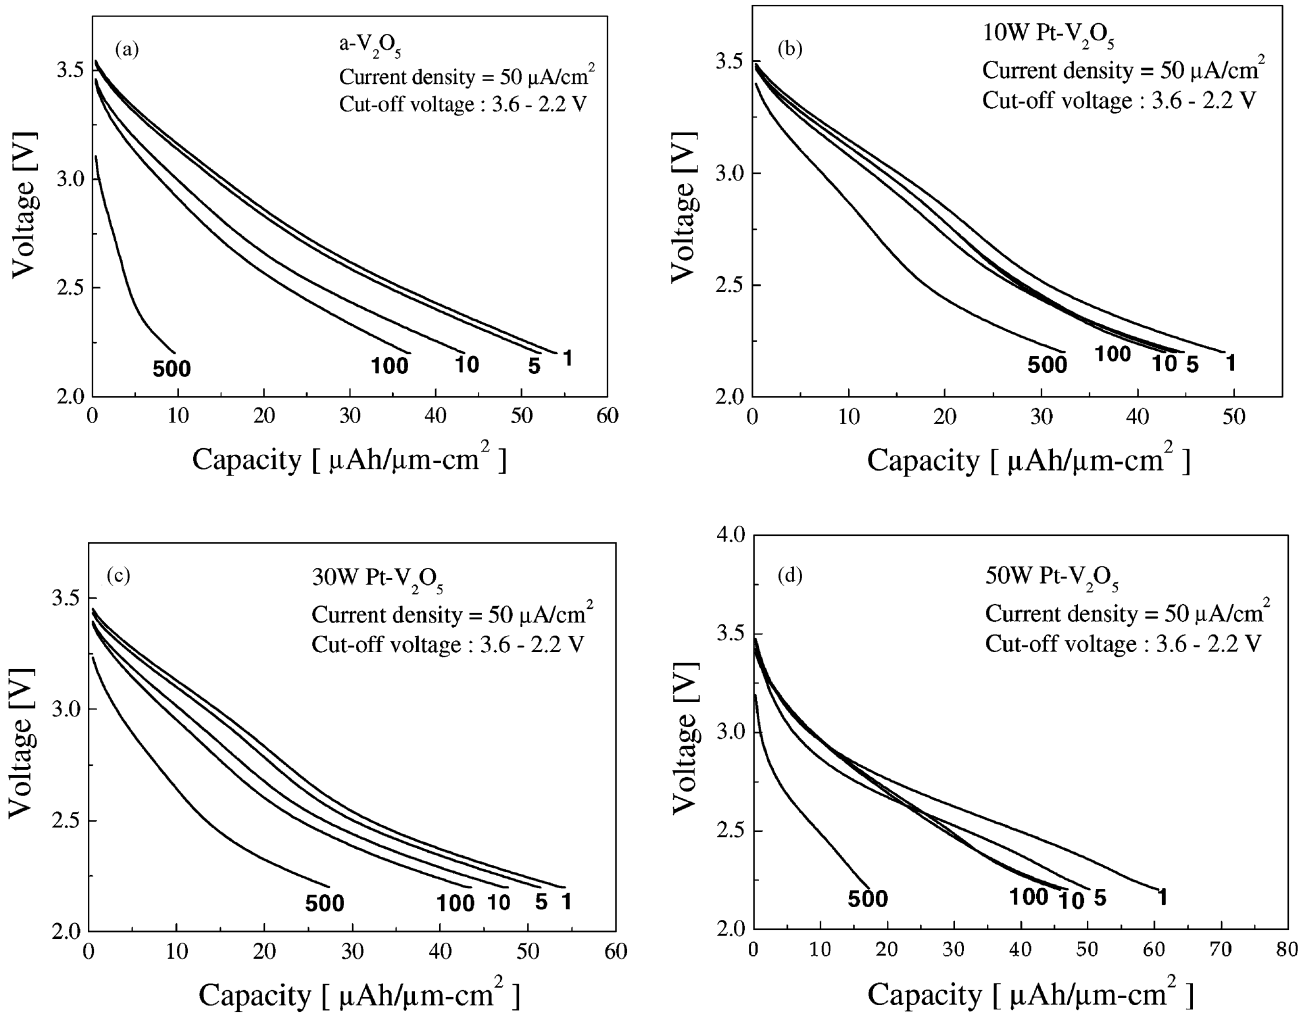 (a)
a-V₂O₅
Current density = 50 µA/cm²
Cut-off voltage : 3.6 - 2.2 V
Voltage [V]
3.5
3.0
2.5
2.0
500
100
10
5
1
0 10 20 30 40 50 60
Capacity [ µAh/µm-cm² ]
(b)
10W Pt-V₂O₅
Current density = 50 µA/cm²
Cut-off voltage : 3.6 - 2.2 V
Voltage [V]
3.5
3.0
2.5
2.0
500
100
10
5
1
0 10 20 30 40 50
Capacity [ µAh/µm-cm² ]
(c)
30W Pt-V₂O₅
Current density = 50 µA/cm²
Cut-off voltage : 3.6 - 2.2 V
Voltage [V]
3.5
3.0
2.5
2.0
500
100
10
5
1
0 10 20 30 40 50 60
Capacity [ µAh/µm-cm² ]
(d)
50W Pt-V₂O₅
Current density = 50 µA/cm²
Cut-off voltage : 3.6 - 2.2 V
Voltage [V]
4.0
3.5
3.0
2.5
2.0
500
100
10
5
1
0 10 20 30 40 50 60 70 80
Capacity [ µAh/µm-cm² ]